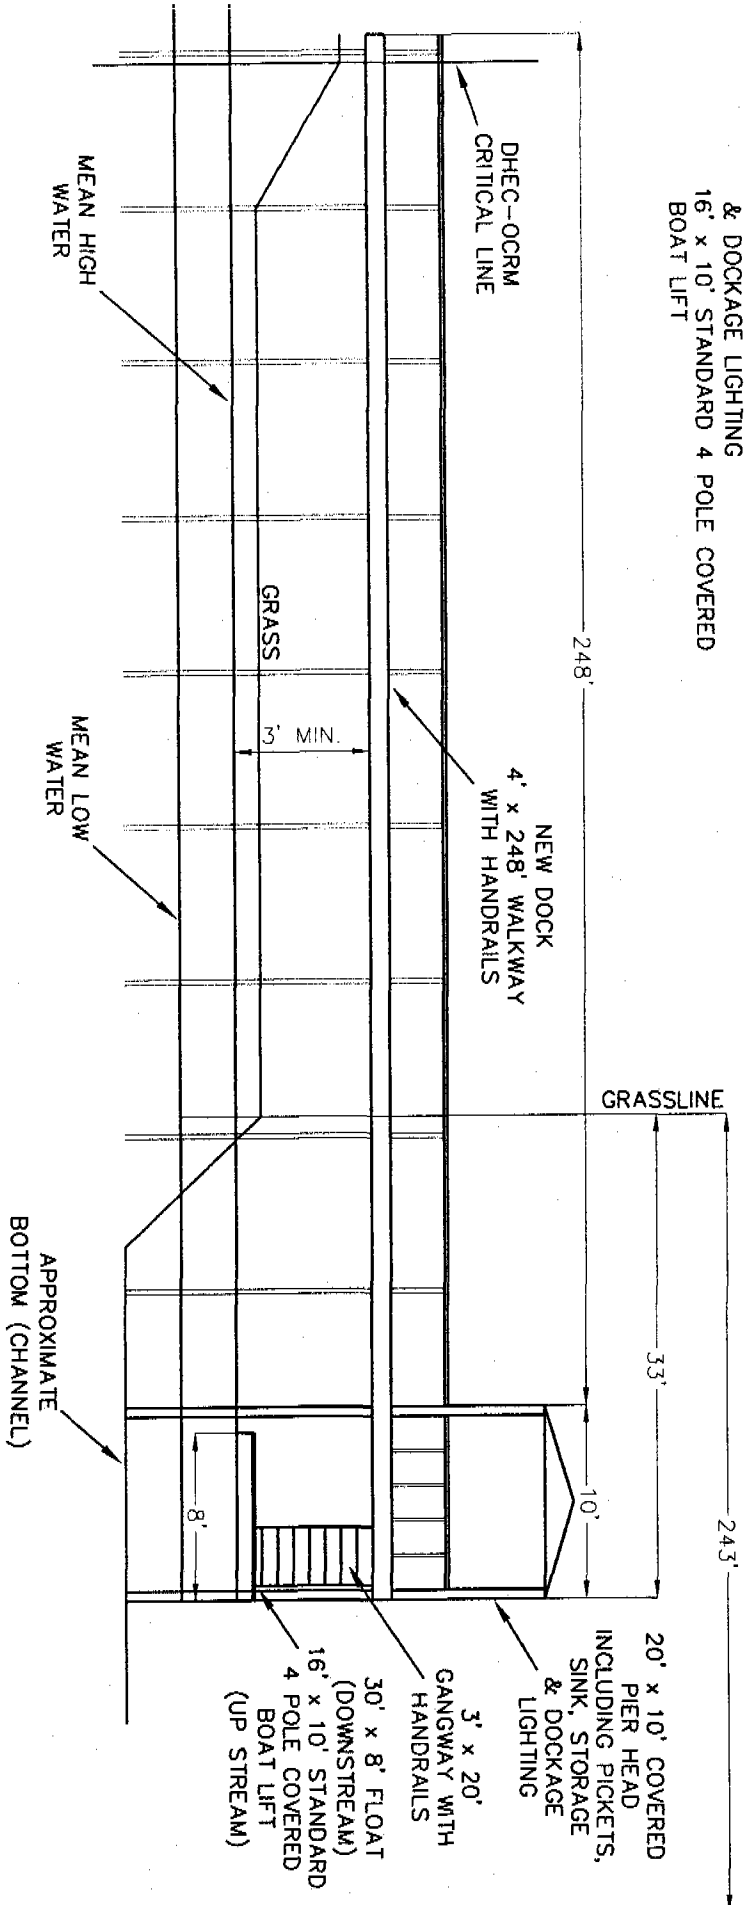 & DOCKAGE LIGHTING
16' x 10' STANDARD 4 POLE COVERED
BOAT LIFT
248'
243'
33'
10'
GRASSLINE
DHEC-OCRM
CRITICAL LINE
NEW DOCK
4' x 248' WALKWAY
WITH HANDRAILS
20' x 10' COVERED
PIER HEAD
INCLUDING PICKETS,
SINK, STORAGE
& DOCKAGE
LIGHTING
3' x 20'
GANGWAY WITH
HANDRAILS
30' x 8' FLOAT
(DOWNSTREAM)
16' x 10' STANDARD
4 POLE COVERED
BOAT LIFT
(UP STREAM)
3' MIN.
GRASS
8'
MEAN HIGH
WATER
MEAN LOW
WATER
APPROXIMATE
BOTTOM (CHANNEL)